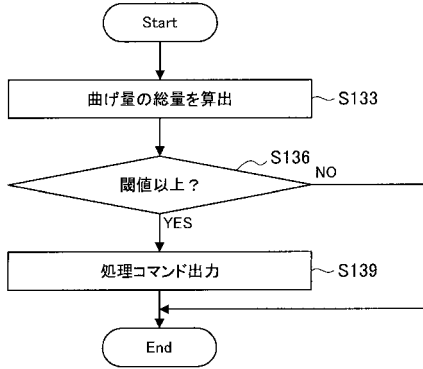 Start
曲げ量の総量を算出
S133
閾値以上？
S136
NO
YES
処理コマンド出力
S139
End